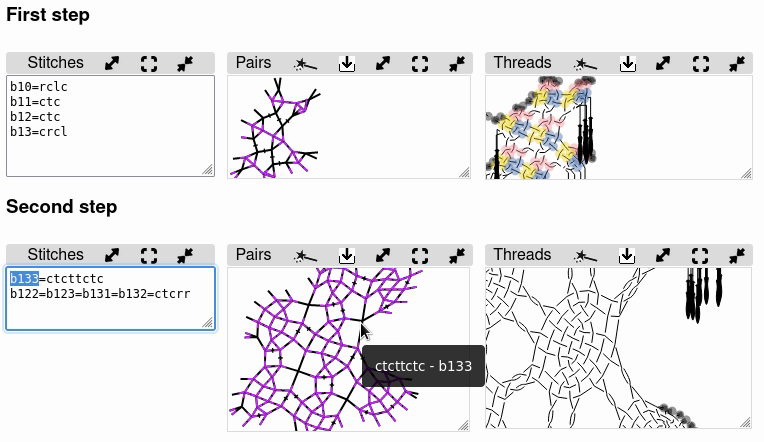 First step
Stitches
Pairs
Threads
b10=rclc
b11=ctc
b12=ctc
b13=crcl
Second step
Stitches
Pairs
Threads
b133=ctcttctc
b122=b123=b131=b132=ctcrr
ctcttctc - b133